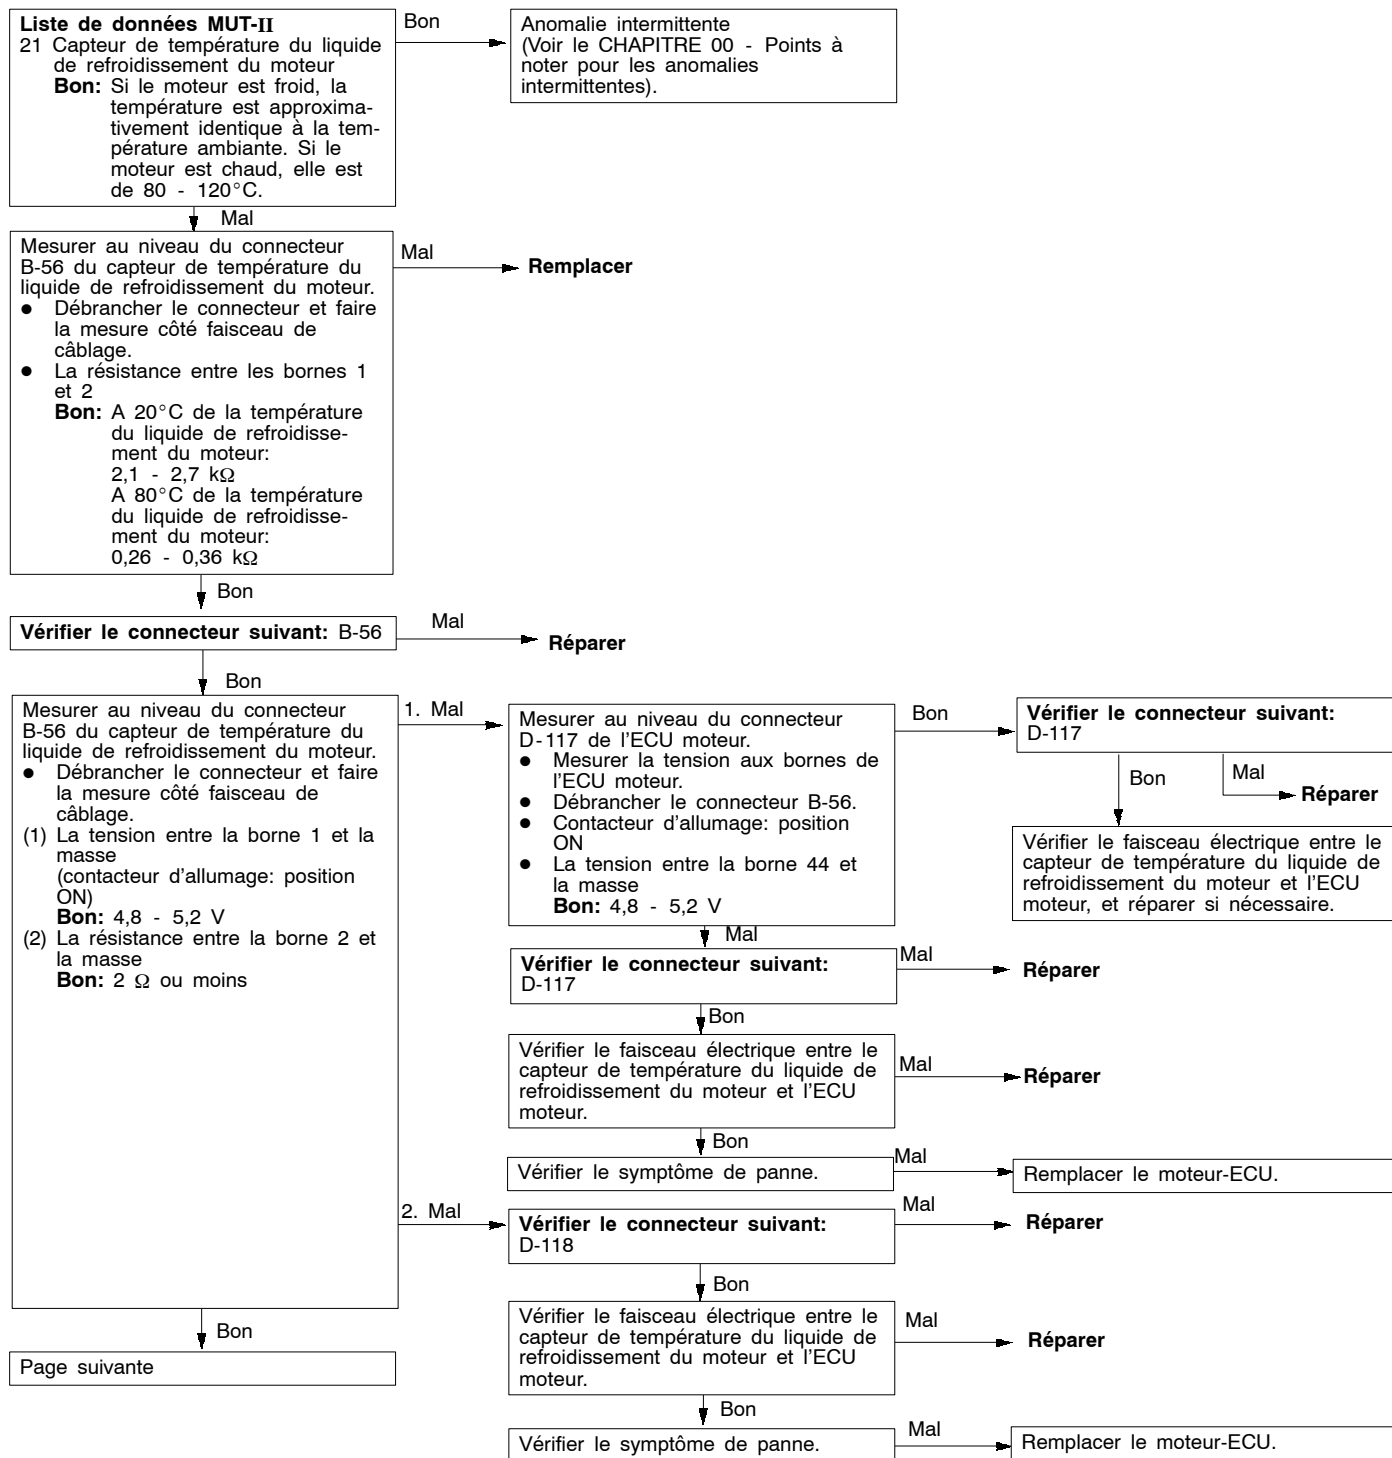 Liste de données MUT-II
21 Capteur de température du liquide
de refroidissement du moteur
Bon: Si le moteur est froid, la
température est approxima-
tivement identique à la tem-
pérature ambiante. Si le
moteur est chaud, elle est
de 80 - 120°C.
Bon
Anomalie intermittente
(Voir le CHAPITRE 00 - Points à
noter pour les anomalies
intermittentes).
Mal
Mesurer au niveau du connecteur
B-56 du capteur de température du
liquide de refroidissement du moteur.
● Débrancher le connecteur et faire
la mesure côté faisceau de
câblage.
● La résistance entre les bornes 1
et 2
Bon: A 20°C de la température
du liquide de refroidisse-
ment du moteur:
2,1 - 2,7 kΩ
A 80°C de la température
du liquide de refroidisse-
ment du moteur:
0,26 - 0,36 kΩ
Mal
Remplacer
Bon
Vérifier le connecteur suivant: B-56
Mal
Réparer
Bon
Mesurer au niveau du connecteur
B-56 du capteur de température du
liquide de refroidissement du moteur.
● Débrancher le connecteur et faire
la mesure côté faisceau de
câblage.
(1) La tension entre la borne 1 et la
masse
(contacteur d'allumage: position
ON)
Bon: 4,8 - 5,2 V
(2) La résistance entre la borne 2 et
la masse
Bon: 2 Ω ou moins
1. Mal
Mesurer au niveau du connecteur
D-117 de l'ECU moteur.
● Mesurer la tension aux bornes de
l'ECU moteur.
● Débrancher le connecteur B-56.
● Contacteur d'allumage: position
ON
● La tension entre la borne 44 et
la masse
Bon: 4,8 - 5,2 V
Bon
Vérifier le connecteur suivant:
D-117
Bon
Mal
Réparer
Vérifier le faisceau électrique entre le
capteur de température du liquide de
refroidissement du moteur et l'ECU
moteur, et réparer si nécessaire.
Mal
Vérifier le connecteur suivant:
D-117
Mal
Réparer
Bon
Vérifier le faisceau électrique entre le
capteur de température du liquide de
refroidissement du moteur et l'ECU
moteur.
Mal
Réparer
Bon
Vérifier le symptôme de panne.
Mal
Remplacer le moteur-ECU.
2. Mal
Vérifier le connecteur suivant:
D-118
Mal
Réparer
Bon
Vérifier le faisceau électrique entre le
capteur de température du liquide de
refroidissement du moteur et l'ECU
moteur.
Mal
Réparer
Bon
Vérifier le symptôme de panne.
Mal
Remplacer le moteur-ECU.
Bon
Page suivante